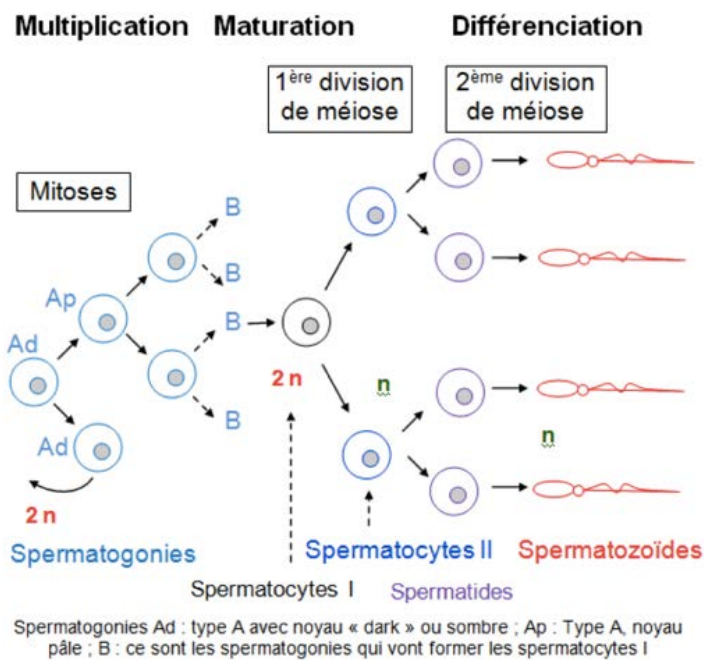 Multiplication Maturation Différenciation
1ère division de méiose
2ème division de méiose
Mitoses
B
B
Ap
B
Ad
2 n
n
B
Ad
n
2 n
Spermatogonies
Spermatocytes II
Spermatozoïdes
Spermatocytes I
Spermatides
Spermatogonies Ad : type A avec noyau « dark » ou sombre ; Ap : Type A, noyau
pâle ; B : ce sont les spermatogonies qui vont former les spermatocytes I